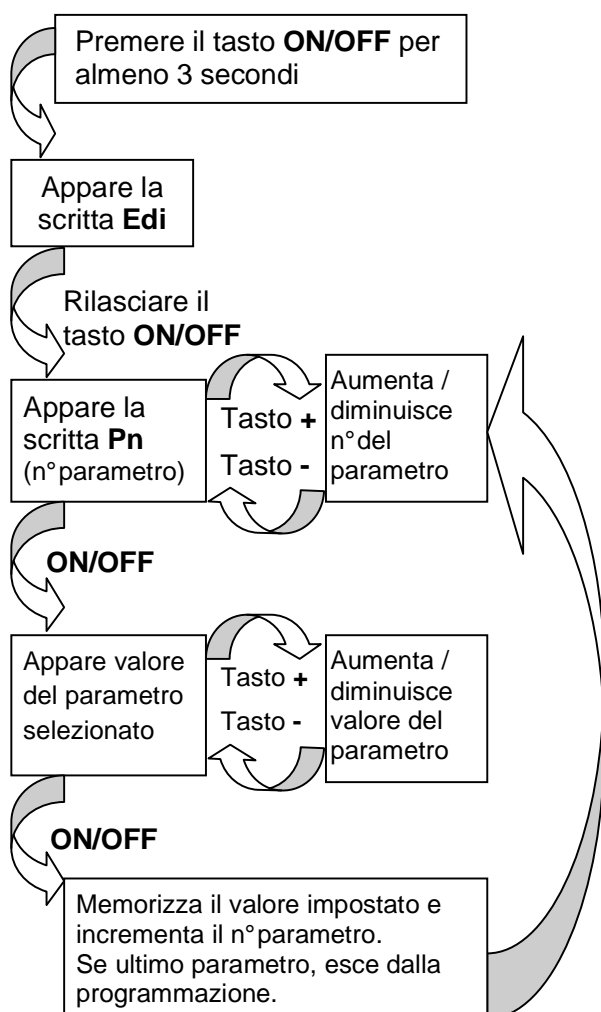 Premere il tasto ON/OFF per
almeno 3 secondi
Appare la
scritta Edi
Rilasciare il
tasto ON/OFF
Appare la
scritta Pn
(n° parametro)
Tasto +
Tasto -
Aumenta /
diminuisce
n° del
parametro
ON/OFF
Appare valore
del parametro
selezionato
Tasto +
Tasto -
Aumenta /
diminuisce
valore del
parametro
ON/OFF
Memorizza il valore impostato e
incrementa il n° parametro.
Se ultimo parametro, esce dalla
programmazione.